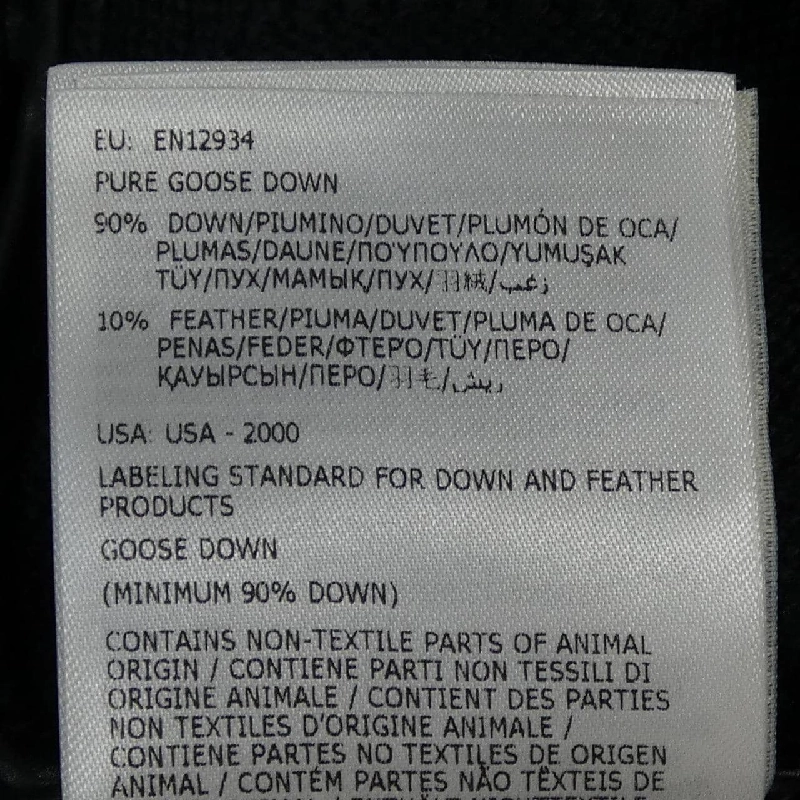 EU: EN12934
PURE GOOSE DOWN
90% DOWN/PIUMINO/DUVET/PLUMÓN DE OCA/
PLUMAS/DAUNE/ΠΟΎΠΟΥΛΟ/YUMUŞAK
TÜY/ПУХ/МАМЫҚ/ПУХ/羽絨/زغب
10% FEATHER/PIUMA/DUVET/PLUMA DE OCA/
PENAS/FEDER/ΦΤΕΡΌ/TÜY/ПЕРО/
ҚАУЫРСЫН/ПЕРО/羽毛/ريش
USA: USA - 2000
LABELING STANDARD FOR DOWN AND FEATHER
PRODUCTS
GOOSE DOWN
(MINIMUM 90% DOWN)
CONTAINS NON-TEXTILE PARTS OF ANIMAL
ORIGIN / CONTIENE PARTI NON TESSILI DI
ORIGINE ANIMALE / CONTIENT DES PARTIES
NON TEXTILES D'ORIGINE ANIMALE /
CONTIENE PARTES NO TEXTILES DE ORIGEN
ANIMAL / CONTÉM PARTES NÃO TÊXTEIS DE